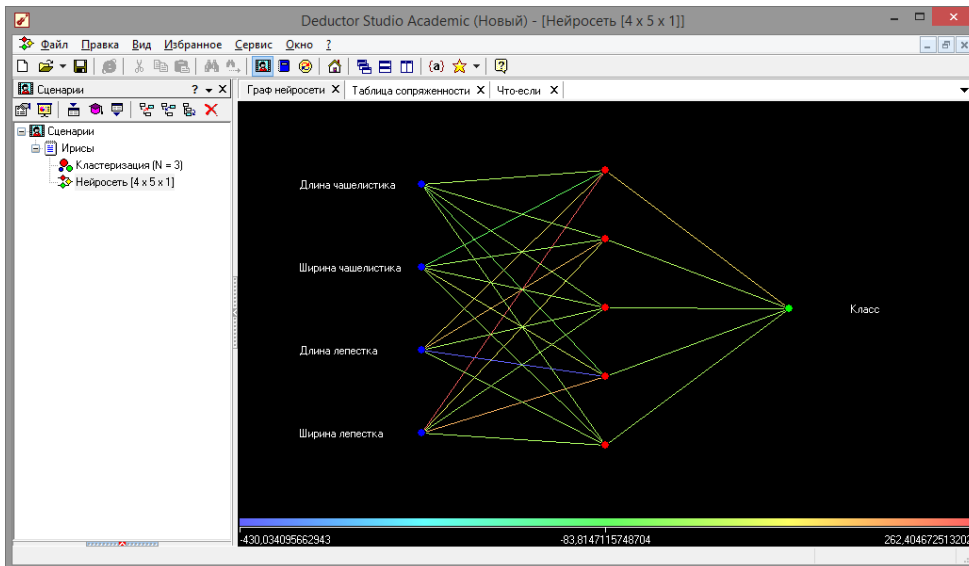 Deductor Studio Academic (Новый) - [Нейросеть [4 x 5 x 1]]
Файл Правка Вид Избранное Сервис Окно ?
Сценарии
Граф нейросети X Таблица сопряженности X Что-если X
Сценарии
Ирисы
Кластеризация (N = 3)
Нейросеть [4 x 5 x 1]
Длина чашелистика
Ширина чашелистика
Класс
Длина лепестка
Ширина лепестка
-430,034095662943 -83,8147115748704 262,404672513202